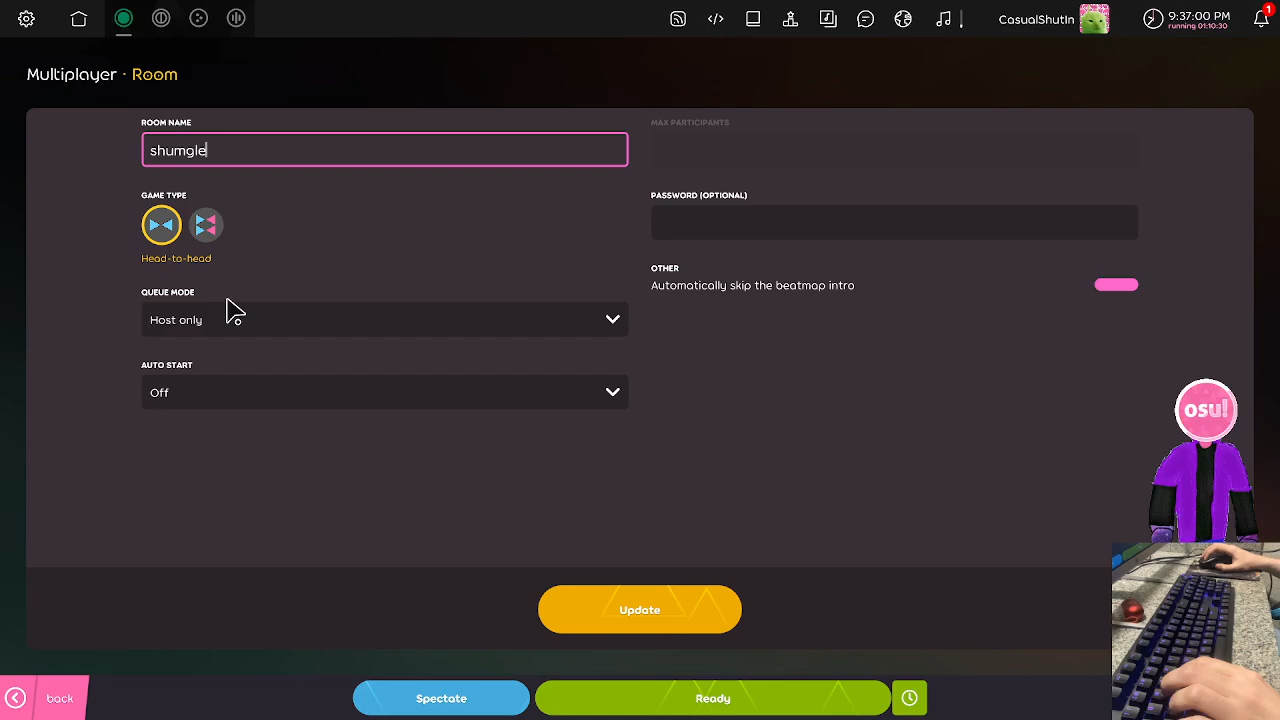 CasualShutIn
9:37:00 PM
running 01:10:30
1
Multiplayer · Room
ROOM NAME
shumgle
MAX PARTICIPANTS
GAME TYPE
Head-to-head
PASSWORD (OPTIONAL)
QUEUE MODE
Host only
OTHER
Automatically skip the beatmap intro
AUTO START
Off
osu!
Update
back
Spectate
Ready